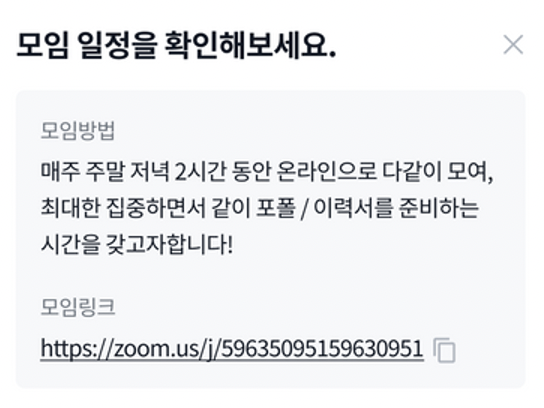 모임 일정을 확인해보세요.
모임방법
매주 주말 저녁 2시간 동안 온라인으로 다같이 모여,
최대한 집중하면서 같이 포폴 / 이력서를 준비하는
시간을 갖고자합니다!
모임링크
https://zoom.us/j/59635095159630951